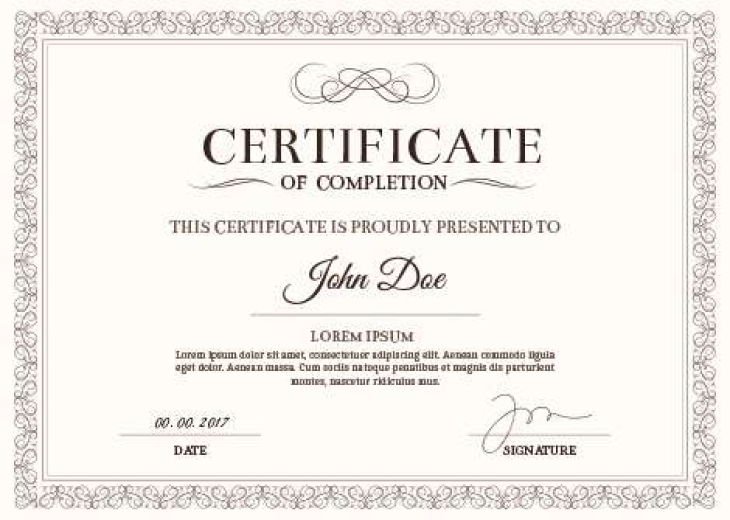 CERTIFICATE
OF COMPLETION
THIS CERTIFICATE IS PROUDLY PRESENTED TO
John Doe
LOREM IPSUM
Lorem ipsum dolor sit amet, consectetuer adipiscing elit. Aenean commodo ligula
eget dolor. Aenean massa. Cum sociis natoque penatibus et magnis dis parturient
montes, nascetur ridiculus mus.
00. 00. 2017
DATE
SIGNATURE